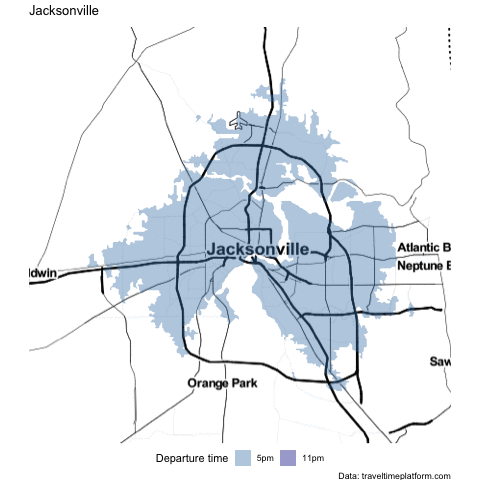 Jacksonville
Jacksonville
Atlantic B
ldwin
Neptune B
Saw
Orange Park
Departure time 5pm 11pm
Data: traveltimeplatform.com